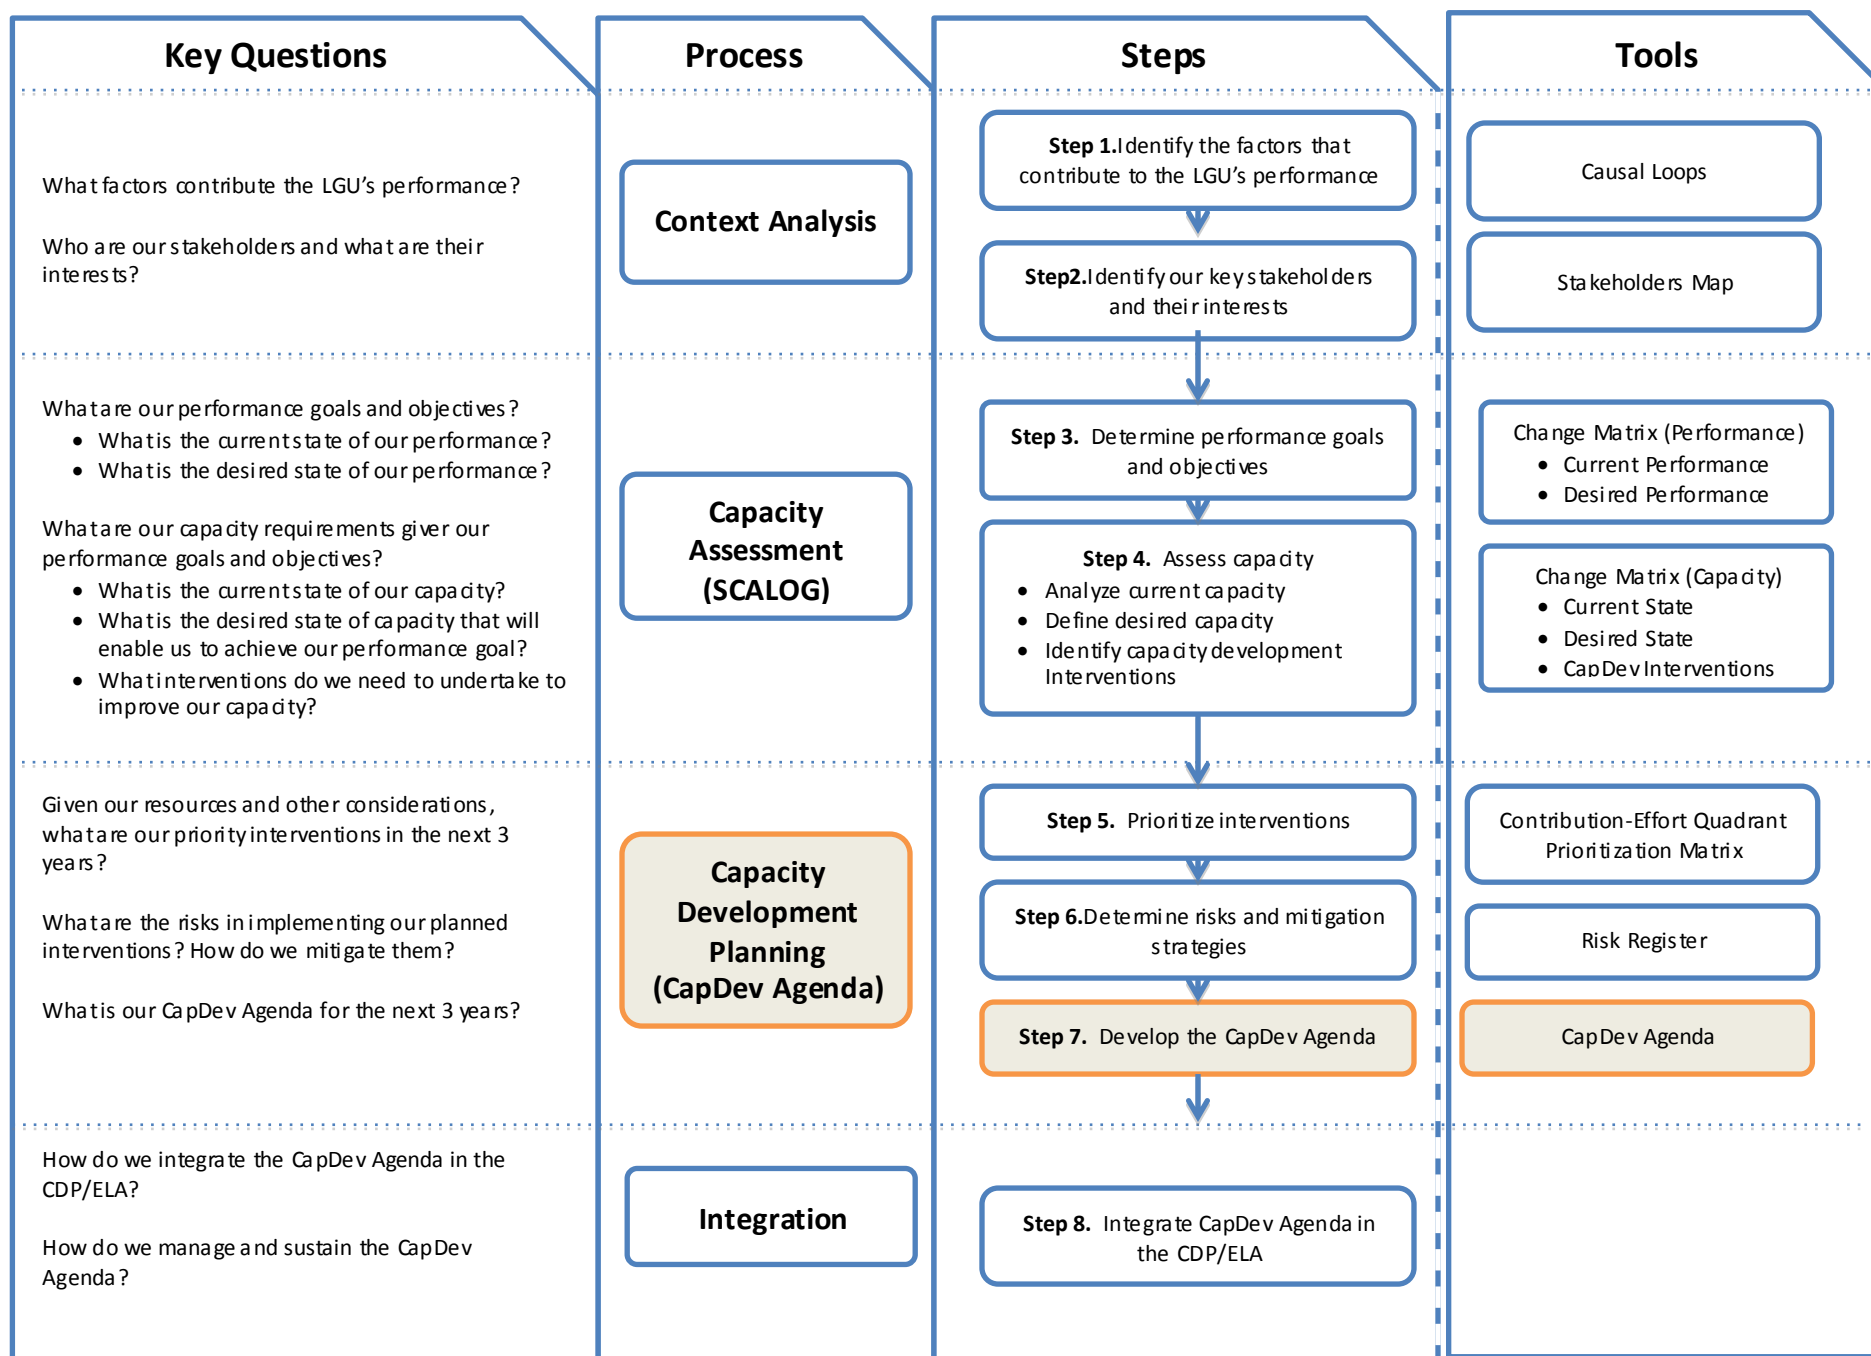 Key Questions
Process
Steps
Tools
What factors contribute the LGU's performance?
Who are our stakeholders and what are their
interests?
Context Analysis
Step 1.Identify the factors that
contribute to the LGU's performance
Step2.Identify our key stakeholders
and their interests
Causal Loops
Stakeholders Map
What are our performance goals and objectives?
• What is the current state of our performance?
• What is the desired state of our performance?
What are our capacity requirements giver our
performance goals and objectives?
• What is the current state of our capacity?
• What is the desired state of capacity that will
enable us to achieve our performance goal?
• What interventions do we need to undertake to
improve our capacity?
Capacity
Assessment
(SCALOG)
Step 3. Determine performance goals
and objectives
Step 4. Assess capacity
• Analyze current capacity
• Define desired capacity
• Identify capacity development
Interventions
Change Matrix (Performance)
• Current Performance
• Desired Performance
Change Matrix (Capacity)
• Current State
• Desired State
• CapDev Interventions
Given our resources and other considerations,
what are our priority interventions in the next 3
years?
What are the risks in implementing our planned
interventions? How do we mitigate them?
What is our CapDev Agenda for the next 3 years?
Capacity
Development
Planning
(CapDev Agenda)
Step 5. Prioritize interventions
Step 6.Determine risks and mitigation
strategies
Step 7. Develop the CapDev Agenda
Contribution-Effort Quadrant
Prioritization Matrix
Risk Register
CapDev Agenda
How do we integrate the CapDev Agenda in the
CDP/ELA?
How do we manage and sustain the CapDev
Agenda?
Integration
Step 8. Integrate CapDev Agenda in
the CDP/ELA